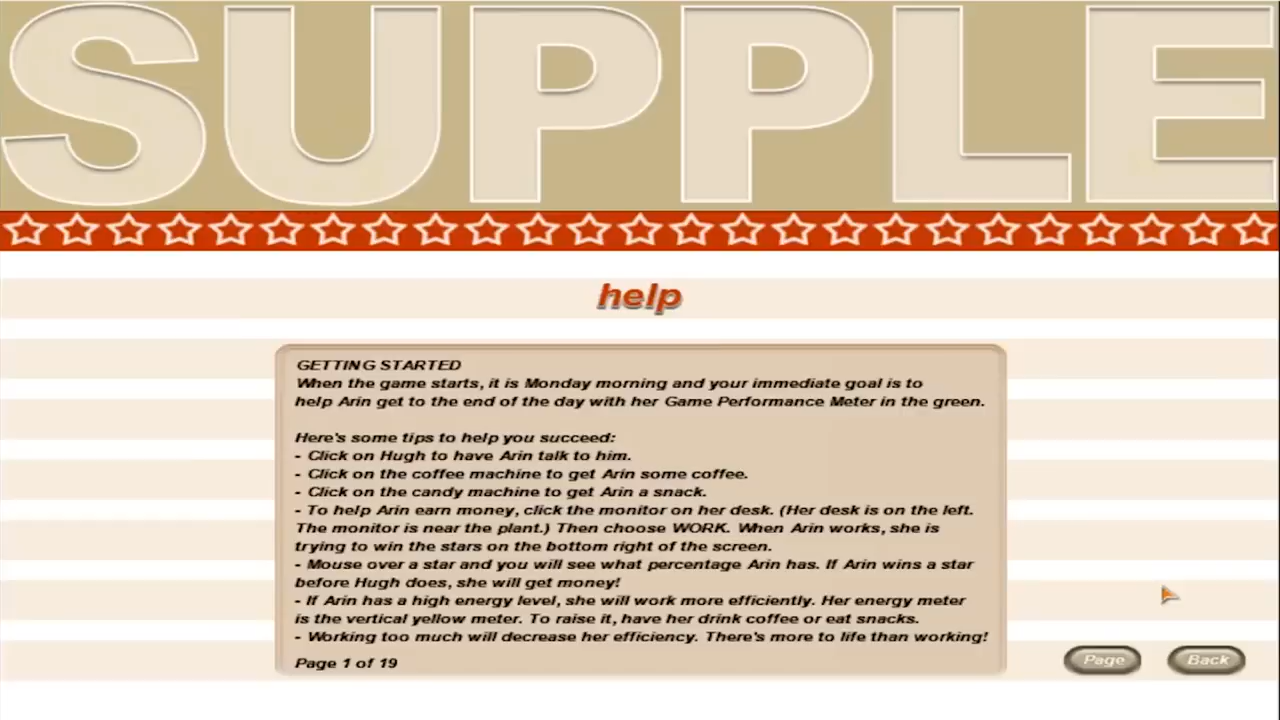 SUPPLE
help
GETTING STARTED
When the game starts, it is Monday morning and your immediate goal is to
help Arin get to the end of the day with her Game Performance Meter in the green.
Here's some tips to help you succeed:
- Click on Hugh to have Arin talk to him.
- Click on the coffee machine to get Arin some coffee.
- Click on the candy machine to get Arin a snack.
- To help Arin earn money, click the monitor on her desk. (Her desk is on the left.
The monitor is near the plant.) Then choose WORK. When Arin works, she is
trying to win the stars on the bottom right of the screen.
- Mouse over a star and you will see what percentage Arin has. If Arin wins a star
before Hugh does, she will get money!
- If Arin has a high energy level, she will work more efficiently. Her energy meter
is the vertical yellow meter. To raise it, have her drink coffee or eat snacks.
- Working too much will decrease her efficiency. There's more to life than working!
Page 1 of 19
Page
Back